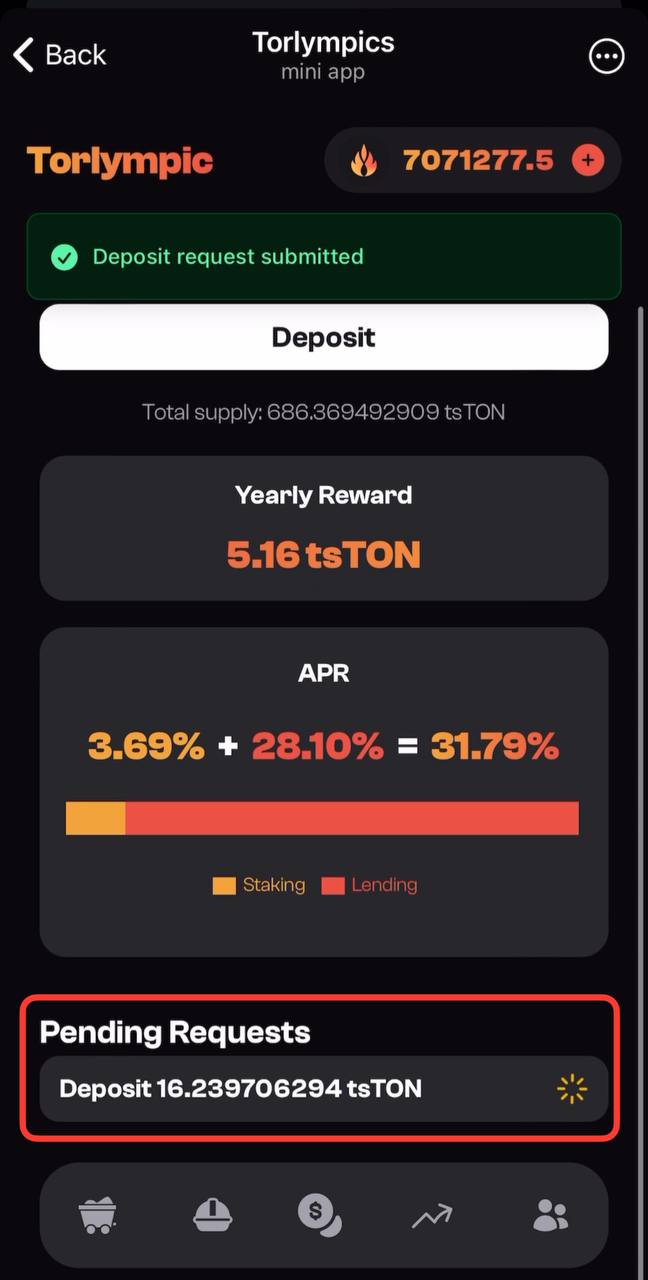 Back
Torlympics
mini app
Torlympic
7071277.5
Deposit request submitted
Deposit
Total supply: 686.369492909 tsTON
Yearly Reward
5.16 tsTON
APR
3.69% + 28.10% = 31.79%
Staking Lending
Pending Requests
Deposit 16.239706294 tsTON